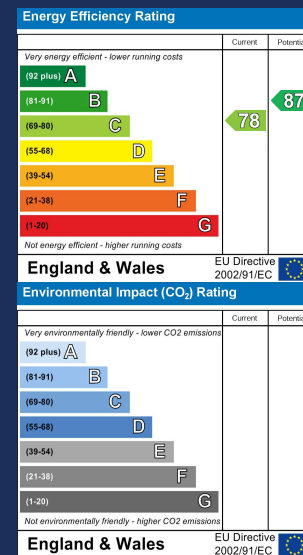 Energy Efficiency Rating
Current Potentia
Very energy efficient - lower running costs
(92 plus) A
(81-91) B
(69-80) C
(55-68) D
(39-54) E
(21-38) F
(1-20) G
78
87
Not energy efficient - higher running costs
England & Wales
EU Directive
2002/91/EC
Environmental Impact (CO₂) Rating
Current Potentia
Very environmentally friendly - lower CO2 emissions
(92 plus) A
(81-91) B
(69-80) C
(55-68) D
(39-54) E
(21-38) F
(1-20) G
Not environmentally friendly - higher CO2 emissions
England & Wales
EU Directive
2002/91/EC